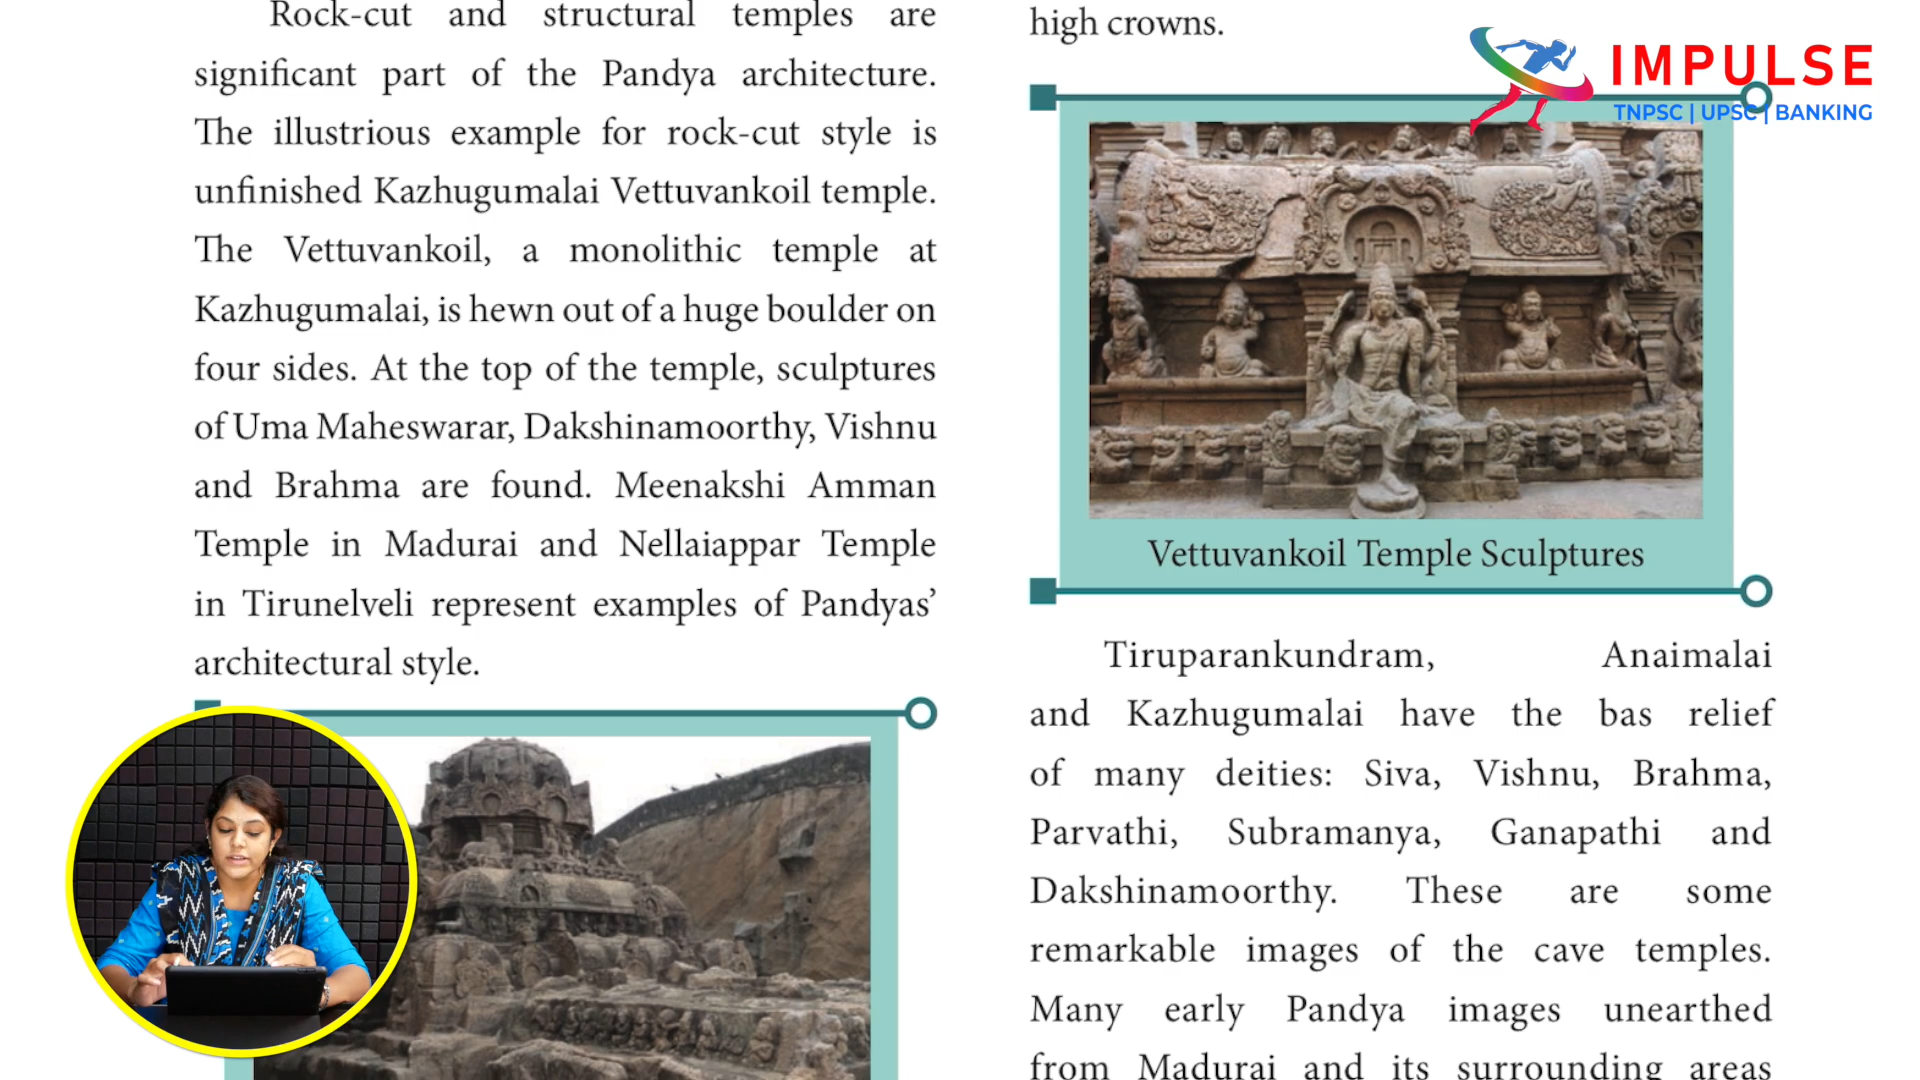 Rock-cut and structural temples are
significant part of the Pandya architecture.
The illustrious example for rock-cut style is
unfinished Kazhugumalai Vettuvankoil temple.
The Vettuvankoil, a monolithic temple at
Kazhugumalai, is hewn out of a huge boulder on
four sides. At the top of the temple, sculptures
of Uma Maheswarar, Dakshinamoorthy, Vishnu
and Brahma are found. Meenakshi Amman
Temple in Madurai and Nellaiappar Temple
in Tirunelveli represent examples of Pandyas’
architectural style.
high crowns.
IMPULSE
TNPSC | UPSC | BANKING
Vettuvankoil Temple Sculptures
Tiruparankundram, Anaimalai
and Kazhugumalai have the bas relief
of many deities: Siva, Vishnu, Brahma,
Parvathi, Subramanya, Ganapathi and
Dakshinamoorthy. These are some
remarkable images of the cave temples.
Many early Pandya images unearthed
from Madurai and its surrounding areas